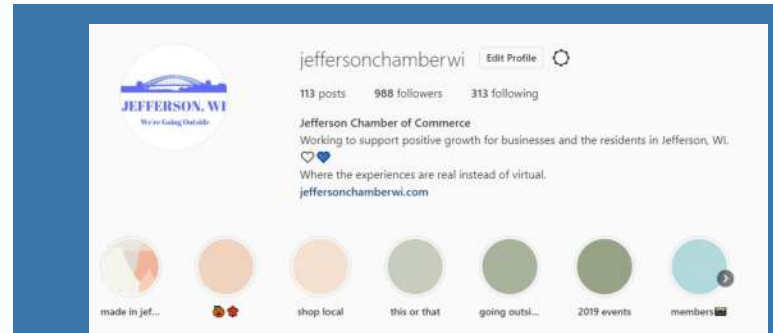 JEFFERSON, WI
We're Going Outside
jeffersonchamberwi Edit Profile
113 posts 988 followers 313 following
Jefferson Chamber of Commerce
Working to support positive growth for businesses and the residents in Jefferson, WI.
🤍💙
Where the experiences are real instead of virtual.
jeffersonchamberwi.com
made in jef... 🎃🍁 shop local this or that going outsi... 2019 events members📷